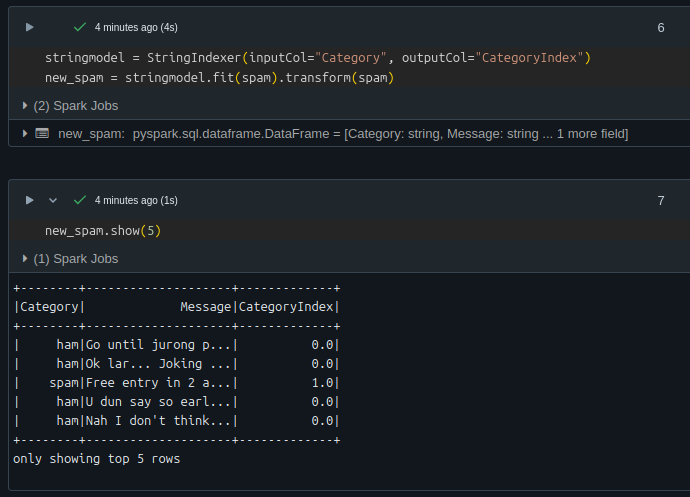 4 minutes ago (4s)
6
stringmodel = StringIndexer(inputCol="Category", outputCol="CategoryIndex")
new_spam = stringmodel.fit(spam).transform(spam)
(2) Spark Jobs
new_spam: pyspark.sql.dataframe.DataFrame = [Category: string, Message: string ... 1 more field]
4 minutes ago (1s)
7
new_spam.show(5)
(1) Spark Jobs
+--------+--------------------+-------------+
|Category|             Message|CategoryIndex|
+--------+--------------------+-------------+
|     ham|Go until jurong p...|          0.0|
|     ham|Ok lar... Joking ...|          0.0|
|    spam|Free entry in 2 a...|          1.0|
|     ham|U dun say so earl...|          0.0|
|     ham|Nah I don't think...|          0.0|
+--------+--------------------+-------------+
only showing top 5 rows